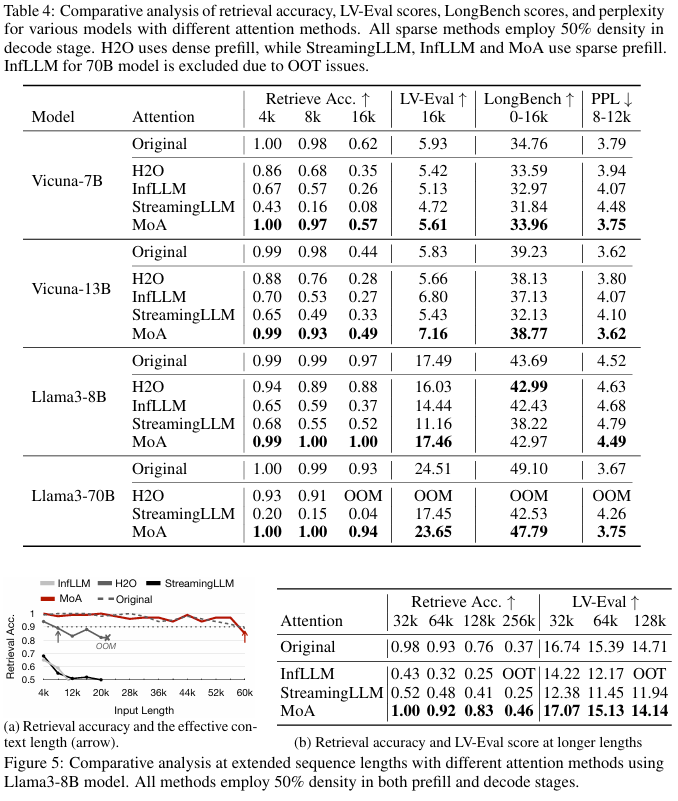 Table 4: Comparative analysis of retrieval accuracy, LV-Eval scores, LongBench scores, and perplexity
for various models with different attention methods. All sparse methods employ 50% density in
decode stage. H2O uses dense prefill, while StreamingLLM, InfLLM and MoA use sparse prefill.
InfLLM for 70B model is excluded due to OOT issues.
Model Attention Retrieve Acc. ↑ LV-Eval ↑ LongBench ↑ PPL ↓
4k 8k 16k 16k 0-16k 8-12k
Original 1.00 0.98 0.62 5.93 34.76 3.79
Vicuna-7B
H2O 0.86 0.68 0.35 5.42 33.59 3.94
InfLLM 0.67 0.57 0.26 5.13 32.97 4.07
StreamingLLM 0.43 0.16 0.08 4.72 31.84 4.48
MoA 1.00 0.97 0.57 5.61 33.96 3.75
Original 0.99 0.98 0.44 5.83 39.23 3.62
Vicuna-13B
H2O 0.88 0.76 0.28 5.66 38.13 3.80
InfLLM 0.70 0.53 0.27 6.80 37.13 4.07
StreamingLLM 0.65 0.49 0.33 5.43 32.13 4.10
MoA 0.99 0.93 0.49 7.16 38.77 3.62
Original 0.99 0.99 0.97 17.49 43.69 4.52
Llama3-8B
H2O 0.94 0.89 0.88 16.03 42.99 4.63
InfLLM 0.65 0.59 0.37 14.44 42.43 4.68
StreamingLLM 0.68 0.55 0.52 11.16 38.22 4.79
MoA 0.99 1.00 1.00 17.46 42.97 4.49
Original 1.00 0.99 0.93 24.51 49.10 3.67
Llama3-70B
H2O 0.93 0.91 OOM OOM OOM OOM
StreamingLLM 0.20 0.15 0.04 17.45 42.53 4.26
MoA 1.00 1.00 0.94 23.65 47.79 3.75
InfLLM H2O StreamingLLM
MoA Original
Retrieval Acc.
1
0.9
0.8
0.7
0.6
0.5
OOM
4k 12k 20k 28k 36k 44k 52k 60k
Input Length
(a) Retrieval accuracy and the effective con-
text length (arrow).
Attention Retrieve Acc. ↑ LV-Eval ↑
32k 64k 128k 256k 32k 64k 128k
Original 0.98 0.93 0.76 0.37 16.74 15.39 14.71
InfLLM 0.43 0.32 0.25 OOT 14.22 12.17 OOT
StreamingLLM 0.52 0.48 0.41 0.25 12.38 11.45 11.94
MoA 1.00 0.92 0.83 0.46 17.07 15.13 14.14
(b) Retrieval accuracy and LV-Eval score at longer lengths
Figure 5: Comparative analysis at extended sequence lengths with different attention methods using
Llama3-8B model. All methods employ 50% density in both prefill and decode stages.